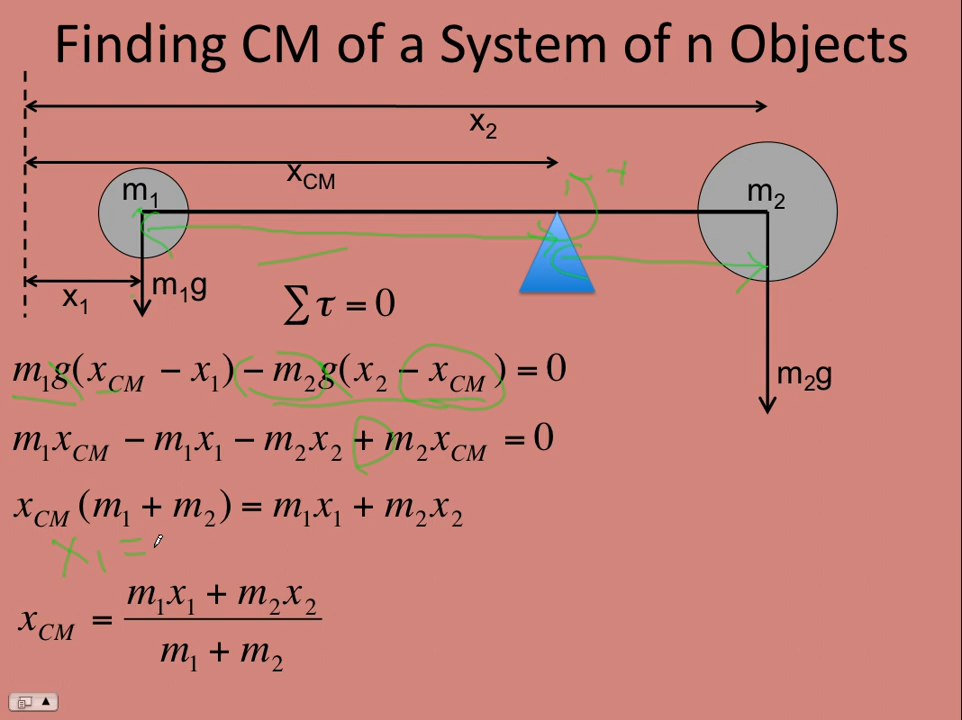 Finding CM of a System of n Objects
x₂
x_CM
m₁
m₂
+
m₁g
x₁
∑τ = 0
m₁g(x_CM − x₁) − m₂g(x₂ − x_CM) = 0
m₂g
m₁x_CM − m₁x₁ − m₂x₂ + m₂x_CM = 0
x_CM (m₁ + m₂) = m₁x₁ + m₂x₂
x₁ =
x_CM = (m₁x₁ + m₂x₂) / (m₁ + m₂)